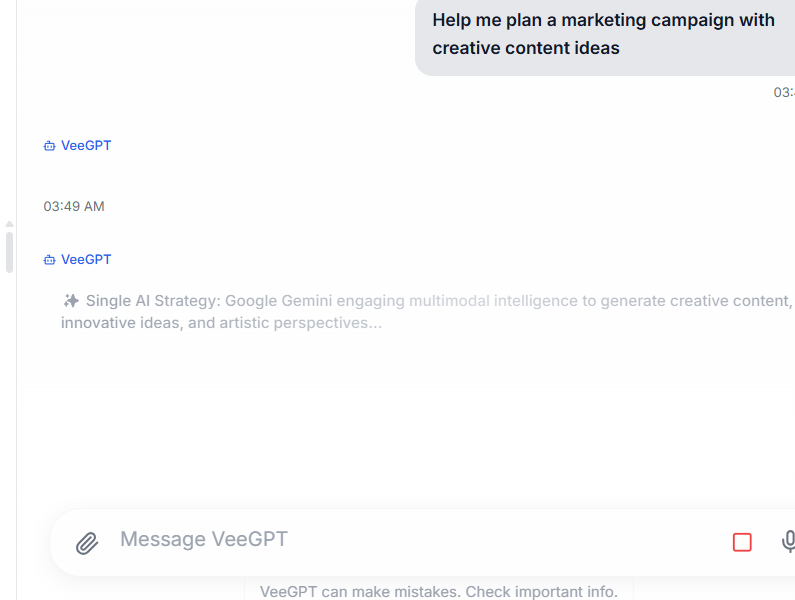 Help me plan a marketing campaign with
creative content ideas
03:
VeeGPT
03:49 AM
VeeGPT
Single AI Strategy: Google Gemini engaging multimodal intelligence to generate creative content,
innovative ideas, and artistic perspectives...
Message VeeGPT
VeeGPT can make mistakes. Check important info.